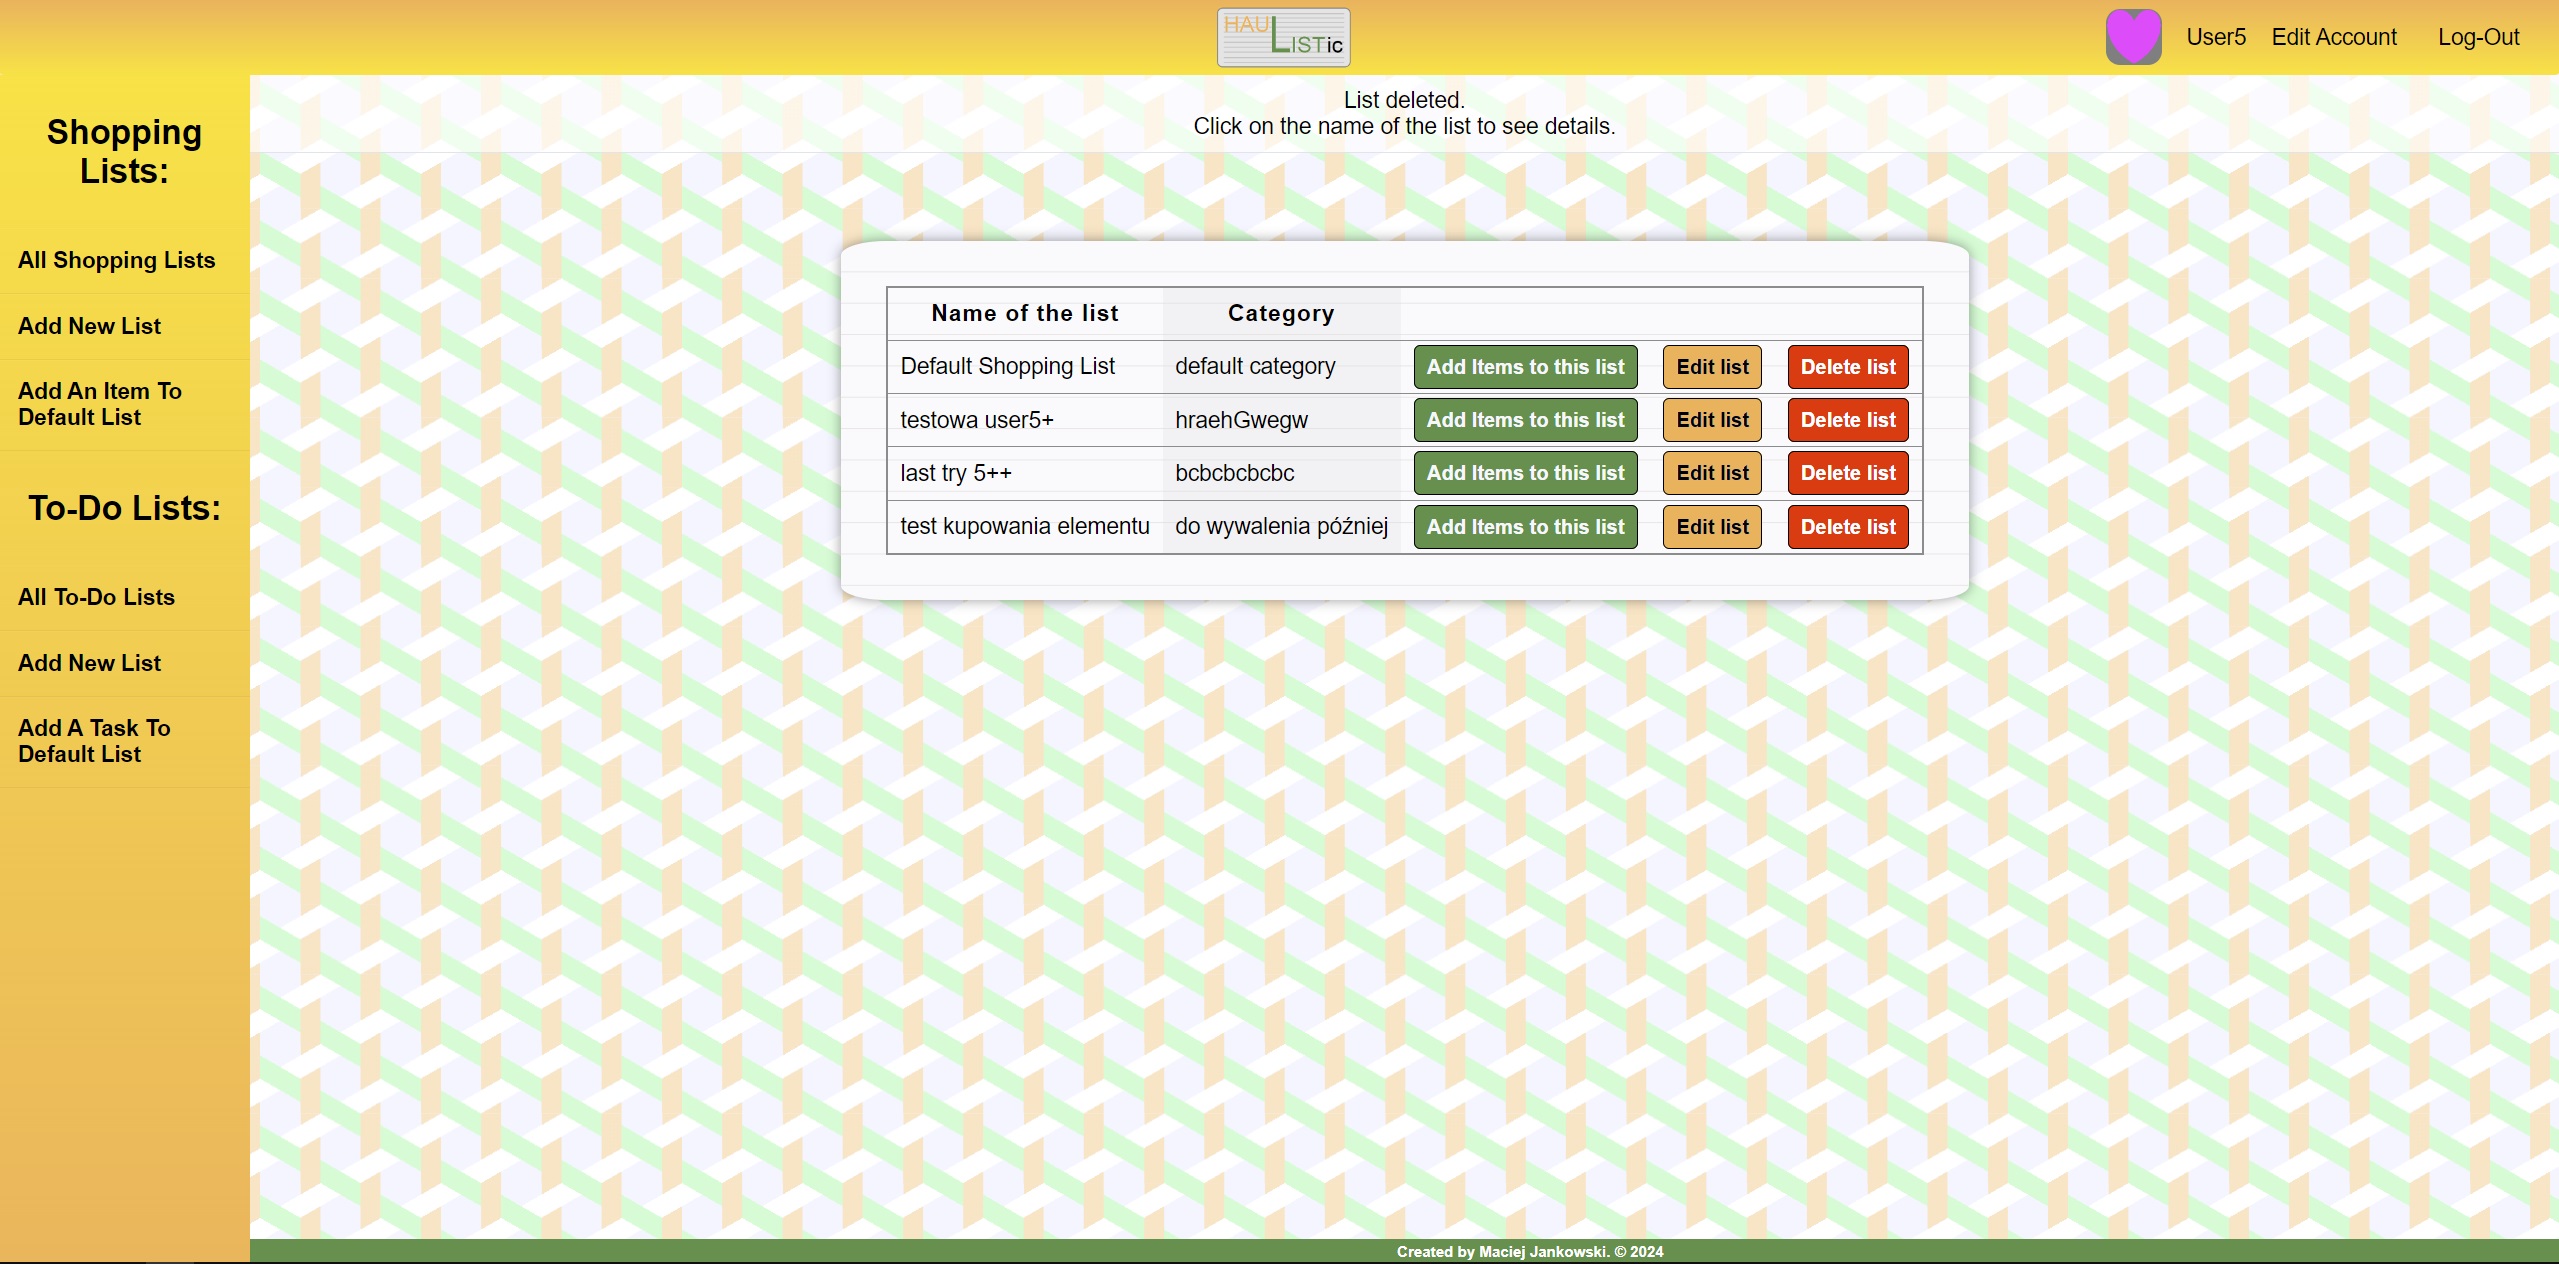 HAULISTic
User5 Edit Account Log-Out
Shopping
Lists:
All Shopping Lists
Add New List
Add An Item To
Default List
To-Do Lists:
All To-Do Lists
Add New List
Add A Task To
Default List
List deleted.
Click on the name of the list to see details.
Name of the list Category
Default Shopping List default category Add Items to this list Edit list Delete list
testowa user5+ hraehGwegw Add Items to this list Edit list Delete list
last try 5++ bcbcbcbcbc Add Items to this list Edit list Delete list
test kupowania elementu do wywalenia później Add Items to this list Edit list Delete list
Created by Maciej Jankowski. © 2024